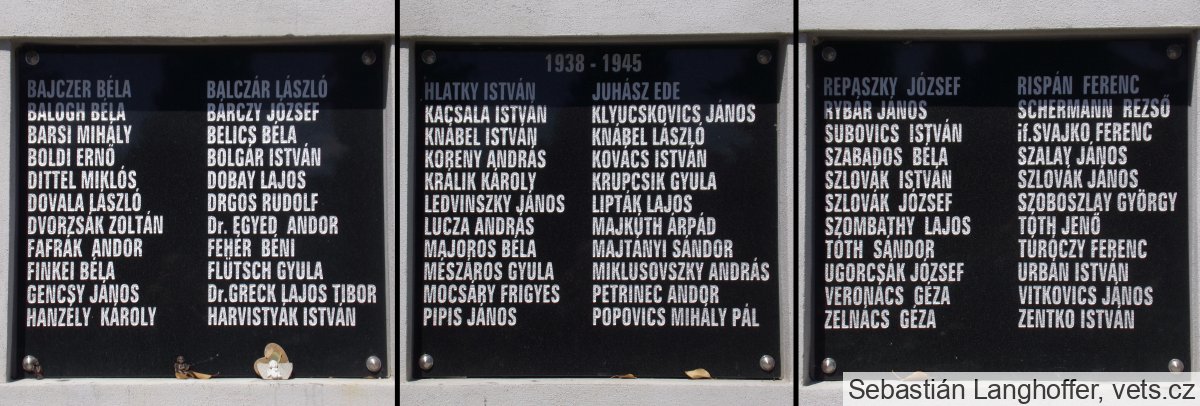 BAJCZER BÉLA
BALOGH BÉLA
BARSI MIHÁLY
BOLDI ERNŐ
DITTEL MIKLÓS
DOVALA LÁSZLÓ
DVORZSÁK ZOLTÁN
FAFRÁK ANDOR
FINKEI BÉLA
GENCSY JÁNOS
HANZÉLY KÁROLY
BALCZÁR LÁSZLÓ
BÁRCZY JÓZSEF
BELICS BÉLA
BOLGÁR ISTVÁN
DOBAY LAJOS
DRGOS RUDOLF
Dr. EGYED ANDOR
FEHÉR BÉNI
FLÜTSCH GYULA
Dr.GRECK LAJOS TIBOR
HARVISTYÁK ISTVÁN
1938 - 1945
HLATKY ISTVÁN
KACSALA ISTVÁN
KNÁBEL ISTVÁN
KORENY ANDRÁS
KRÁLIK KÁROLY
LEDVINSZKY JÁNOS
LUCZA ANDRÁS
MAJOROS BÉLA
MÉSZÁROS GYULA
MOCSÁRY FRIGYES
PIPIS JÁNOS
JUHÁSZ EDE
KLYUCSKOVICS JÁNOS
KNÁBEL LÁSZLÓ
KOVÁCS ISTVÁN
KRUPCSIK GYULA
LIPTÁK LAJOS
MAJKUTH ÁRPÁD
MAJTÁNYI SÁNDOR
MIKLUSOVSZKY ANDRÁS
PETRINEC ANDOR
POPOVICS MIHÁLY PÁL
REPASZKY JÓZSEF
RYBÁR JÁNOS
SUBOVICS ISTVÁN
SZABADOS BÉLA
SZLOVÁK ISTVÁN
SZLOVÁK JÓZSEF
SZOMBATHY LAJOS
TÓTH SÁNDOR
UGORCSÁK JÓZSEF
VERONÁCS GÉZA
ZELNÁCS GÉZA
RISPÁN FERENC
SCHERMANN REZSŐ
if.SVAJKO FERENC
SZALAY JÁNOS
SZLOVÁK JÁNOS
SZOBOSZLAY GYÖRGY
TÓTH JENŐ
TÚRÓCZY FERENC
URBÁN ISTVÁN
VITKOVICS JÁNOS
ZENTKO ISTVÁN
Sebastián Langhoffer, vets.cz